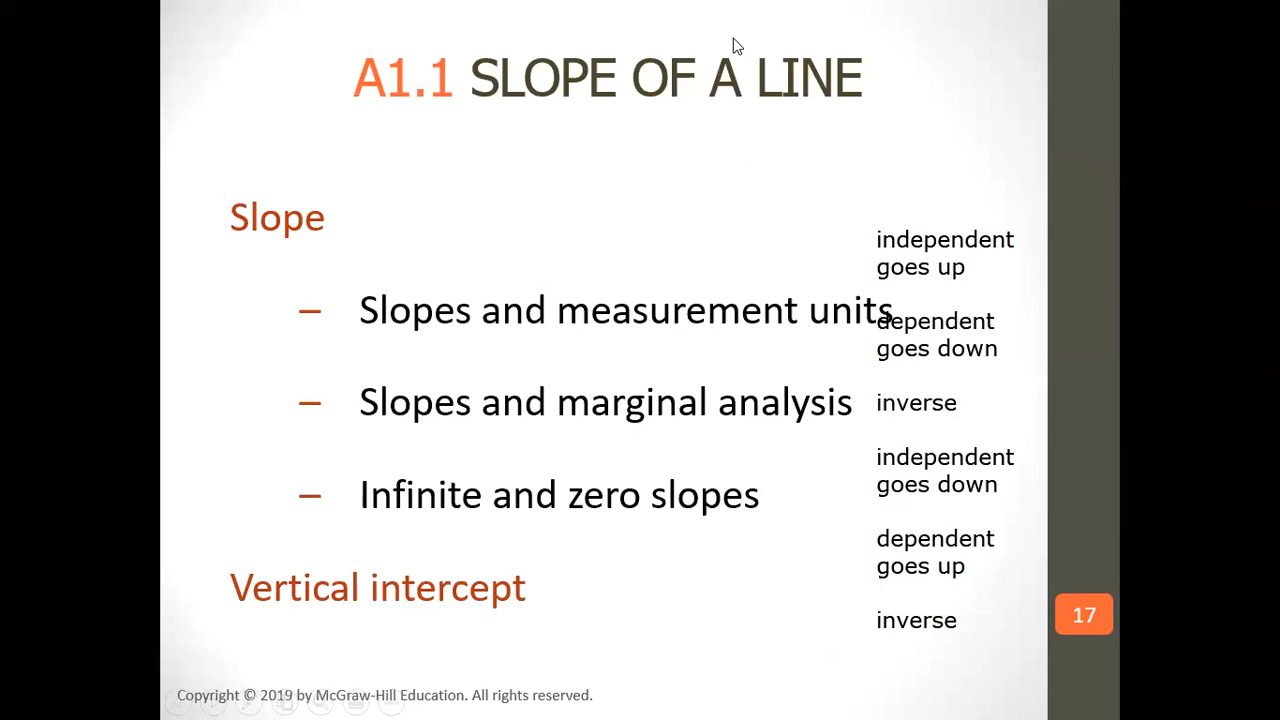 A1.1 SLOPE OF A LINE
Slope
– Slopes and measurement units
– Slopes and marginal analysis
– Infinite and zero slopes
Vertical intercept
independent
goes up
dependent
goes down
inverse
independent
goes down
dependent
goes up
inverse
17
Copyright © 2019 by McGraw-Hill Education. All rights reserved.